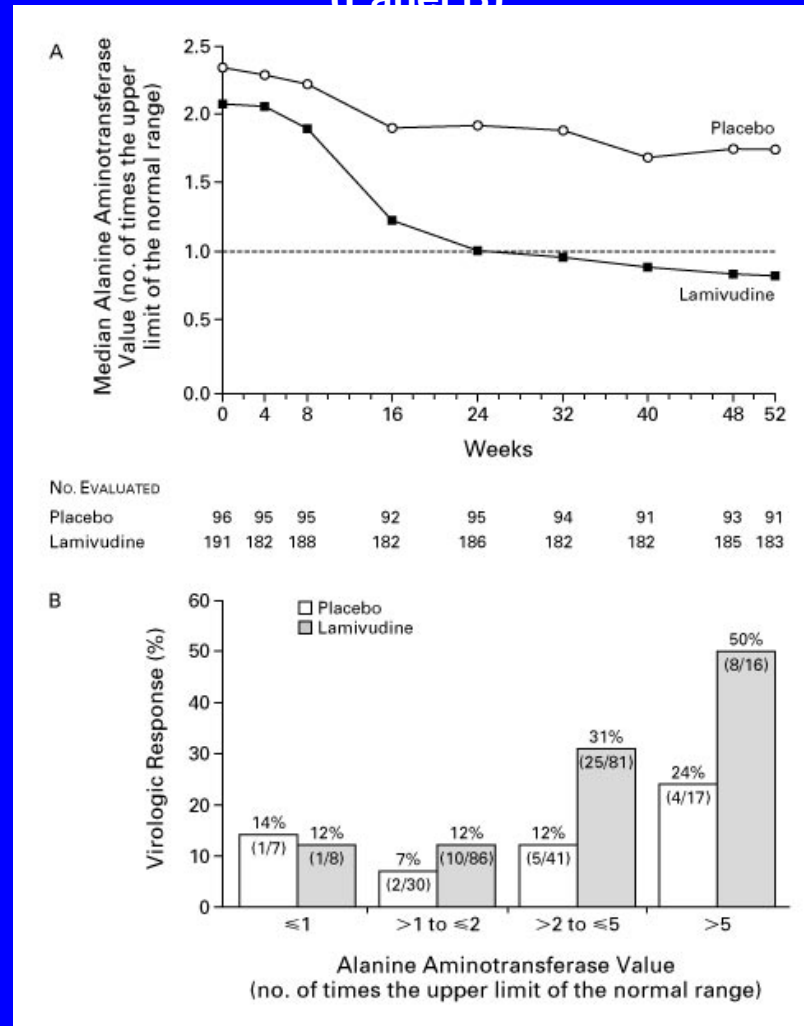 (Panel B)
A
Median Alanine Aminotransferase
Value (no. of times the upper
limit of the normal range)
2.5
2.0
1.5
1.0
0.5
0.0
Placebo
Lamivudine
0 4 8 16 24 32 40 48 52
Weeks
NO. EVALUATED
Placebo 96 95 95 92 95 94 91 93 91
Lamivudine 191 182 188 182 186 182 182 185 183
B
Virologic Response (%)
60
50
40
30
20
10
0
Placebo
Lamivudine
14%
(1/7)
12%
(1/8)
7%
(2/30)
12%
(10/86)
12%
(5/41)
31%
(25/81)
24%
(4/17)
50%
(8/16)
⩽1 >1 to ⩽2 >2 to ⩽5 >5
Alanine Aminotransferase Value
(no. of times the upper limit of the normal range)